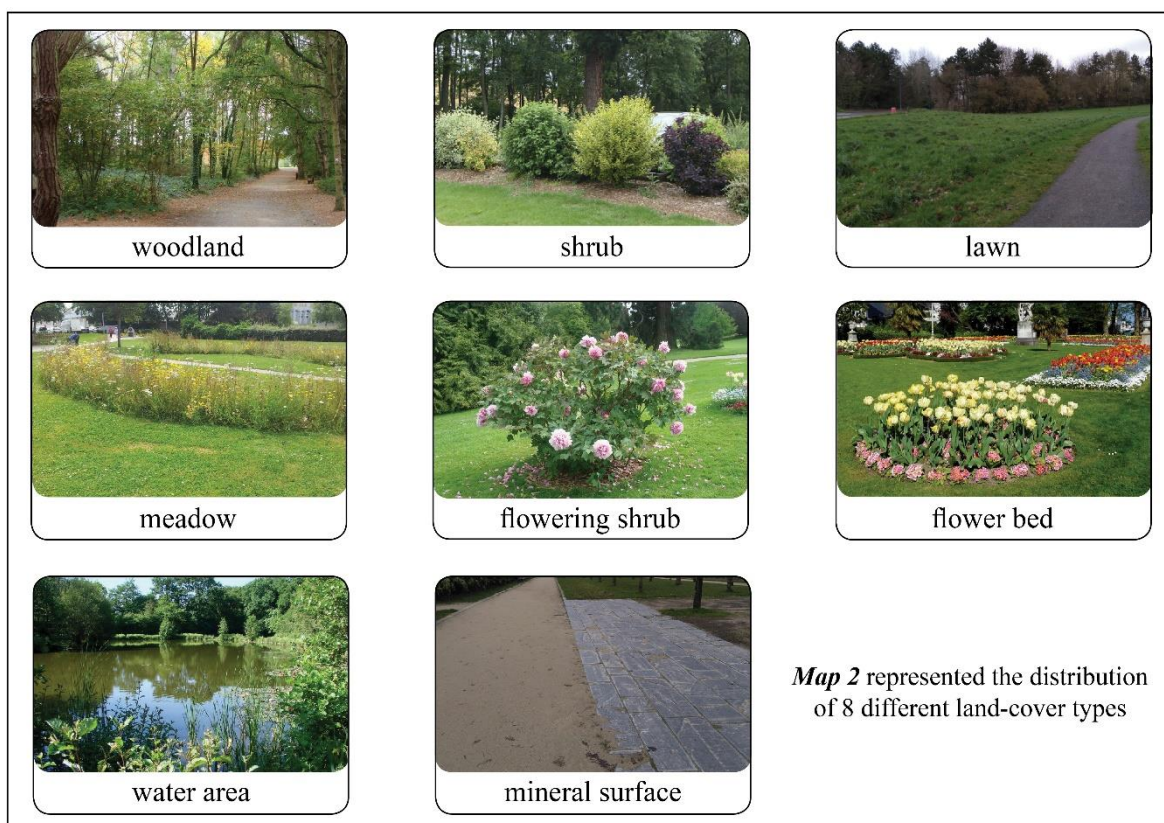 woodland
shrub
lawn
meadow
flowering shrub
flower bed
water area
mineral surface
Map 2 represented the distribution
of 8 different land-cover types